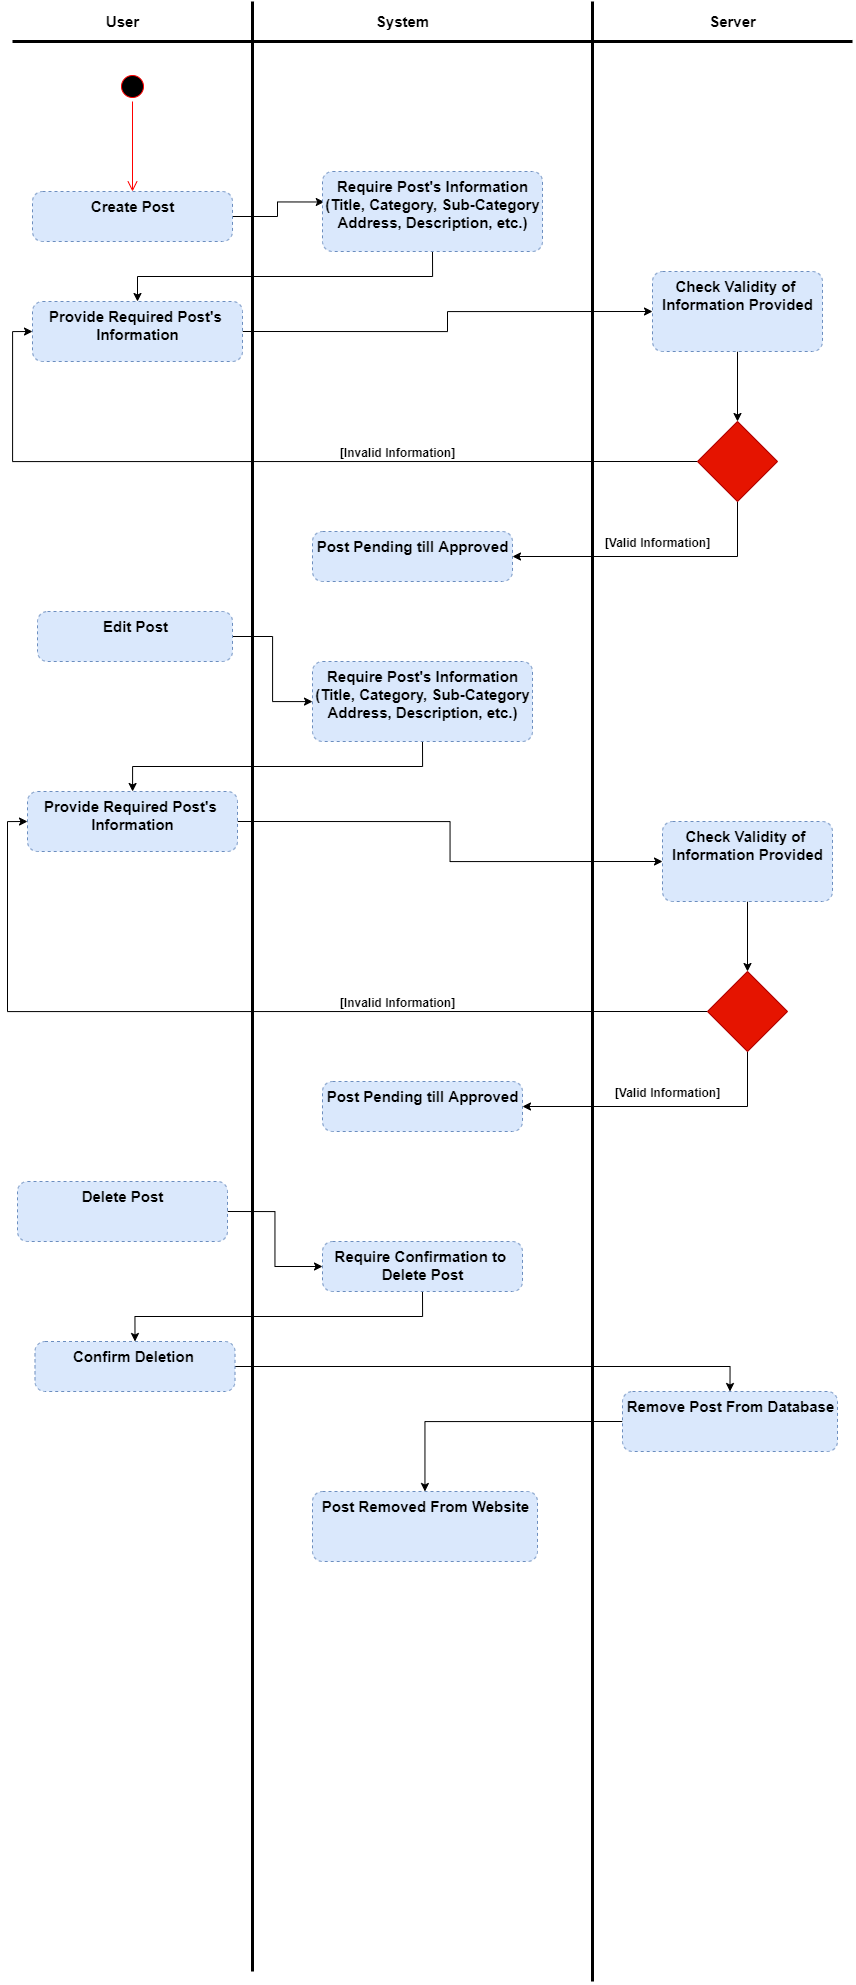 User
System
Server
Create Post
Require Post's Information
(Title, Category, Sub-Category
Address, Description, etc.)
Provide Required Post's
Information
Check Validity of
Information Provided
[Invalid Information]
[Valid Information]
Post Pending till Approved
Edit Post
Require Post's Information
(Title, Category, Sub-Category
Address, Description, etc.)
Provide Required Post's
Information
Check Validity of
Information Provided
[Invalid Information]
[Valid Information]
Post Pending till Approved
Delete Post
Require Confirmation to
Delete Post
Confirm Deletion
Remove Post From Database
Post Removed From Website